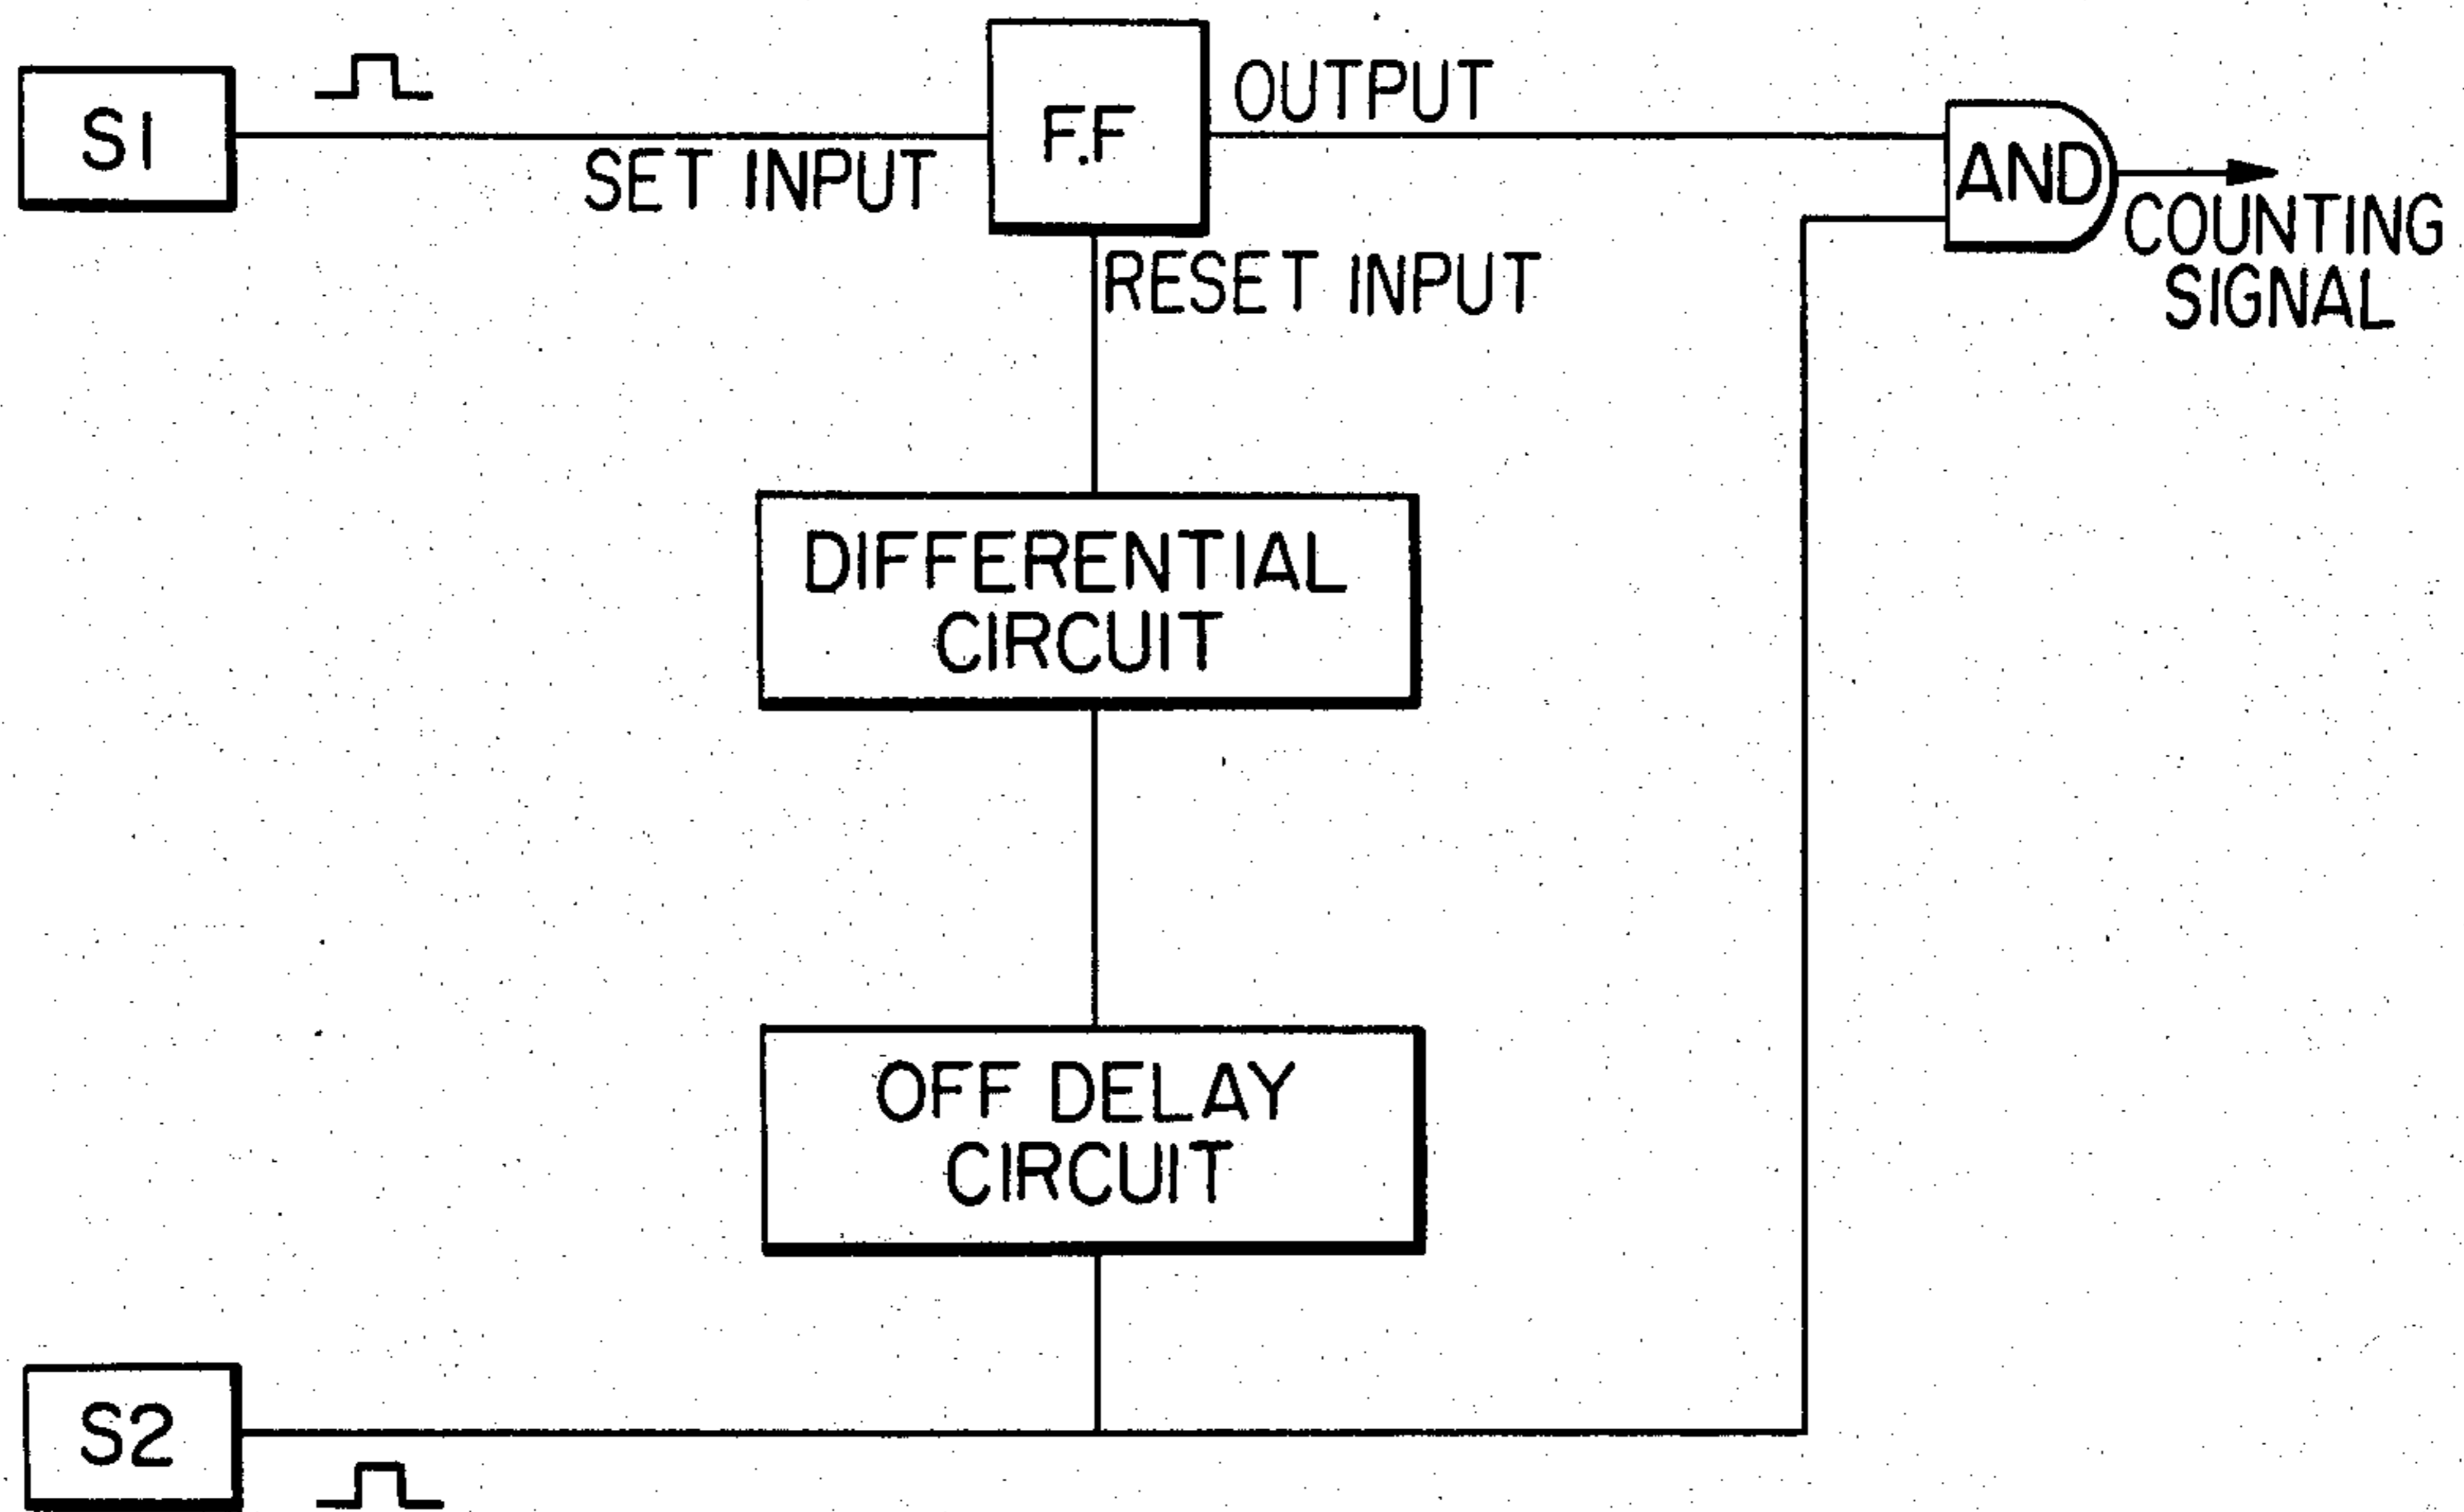 S1
SET INPUT
F.F
OUTPUT
RESET INPUT
AND
COUNTING
SIGNAL
DIFFERENTIAL
CIRCUIT
OFF DELAY
CIRCUIT
S2